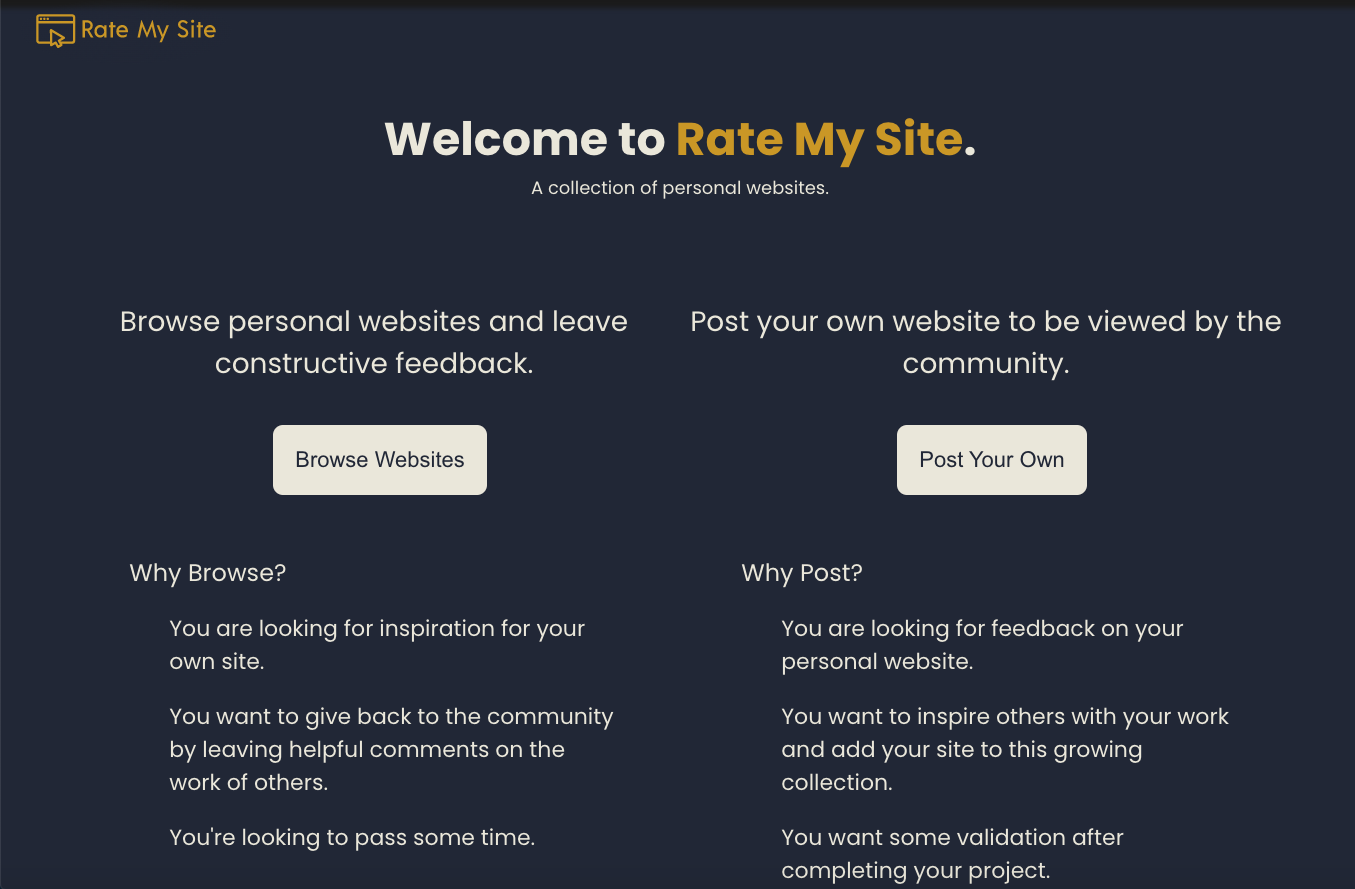 Rate My Site
Welcome to Rate My Site.
A collection of personal websites.
Browse personal websites and leave
constructive feedback.
Browse Websites
Why Browse?
You are looking for inspiration for your
own site.
You want to give back to the community
by leaving helpful comments on the
work of others.
You're looking to pass some time.
Post your own website to be viewed by the
community.
Post Your Own
Why Post?
You are looking for feedback on your
personal website.
You want to inspire others with your work
and add your site to this growing
collection.
You want some validation after
completing your project.